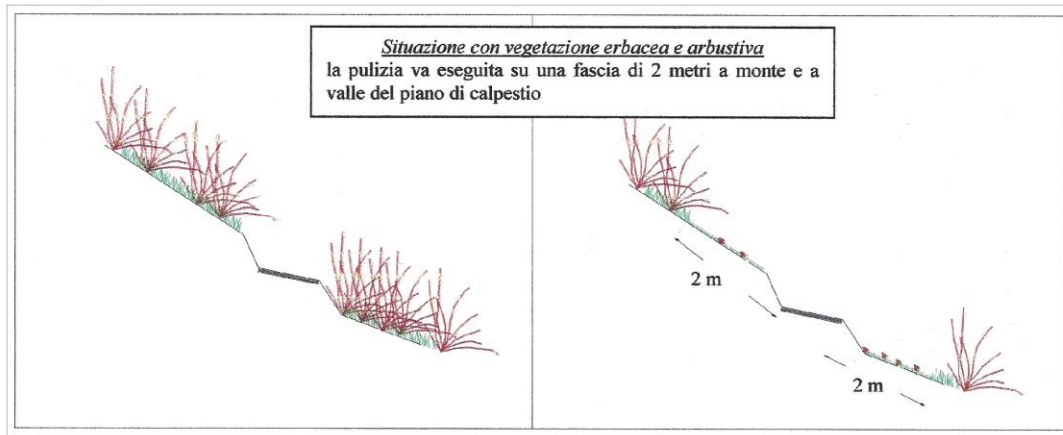 Situazione con vegetazione erbacea e arbustiva
la pulizia va eseguita su una fascia di 2 metri a monte e a
valle del piano di calpestio
2 m
2 m